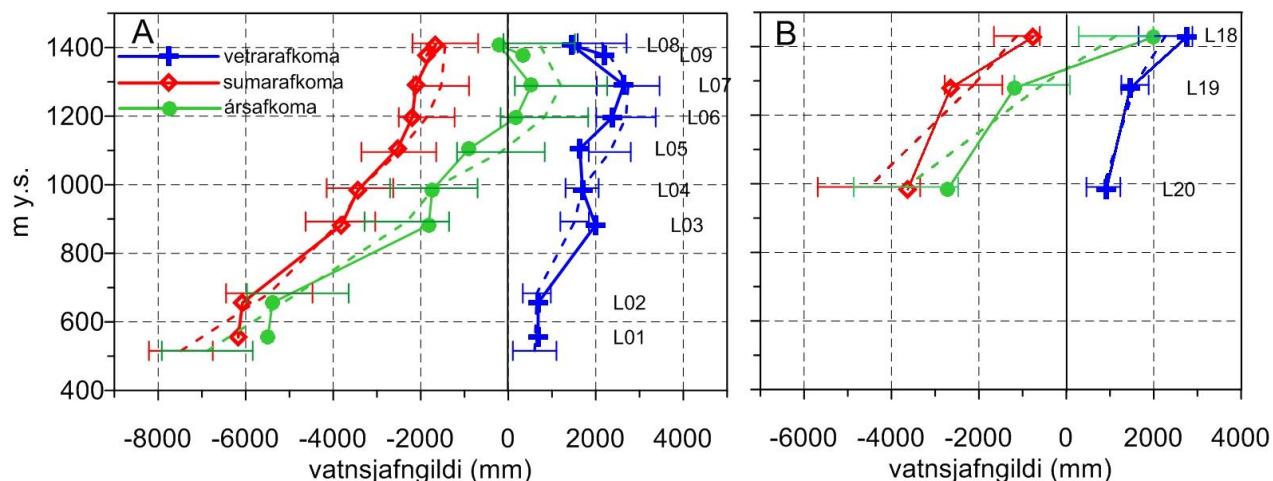 A
vetrarafkoma
sumarafkoma
ársafkoma
L08
L09
L07
L06
L05
L04
L03
L02
L01
1400
1200
1000
800
600
400
m y.s.
-8000 -6000 -4000 -2000 0 2000 4000
vatnsjafngildi (mm)
B
L18
L19
L20
-6000 -4000 -2000 0 2000 4000
vatnsjafngildi (mm)